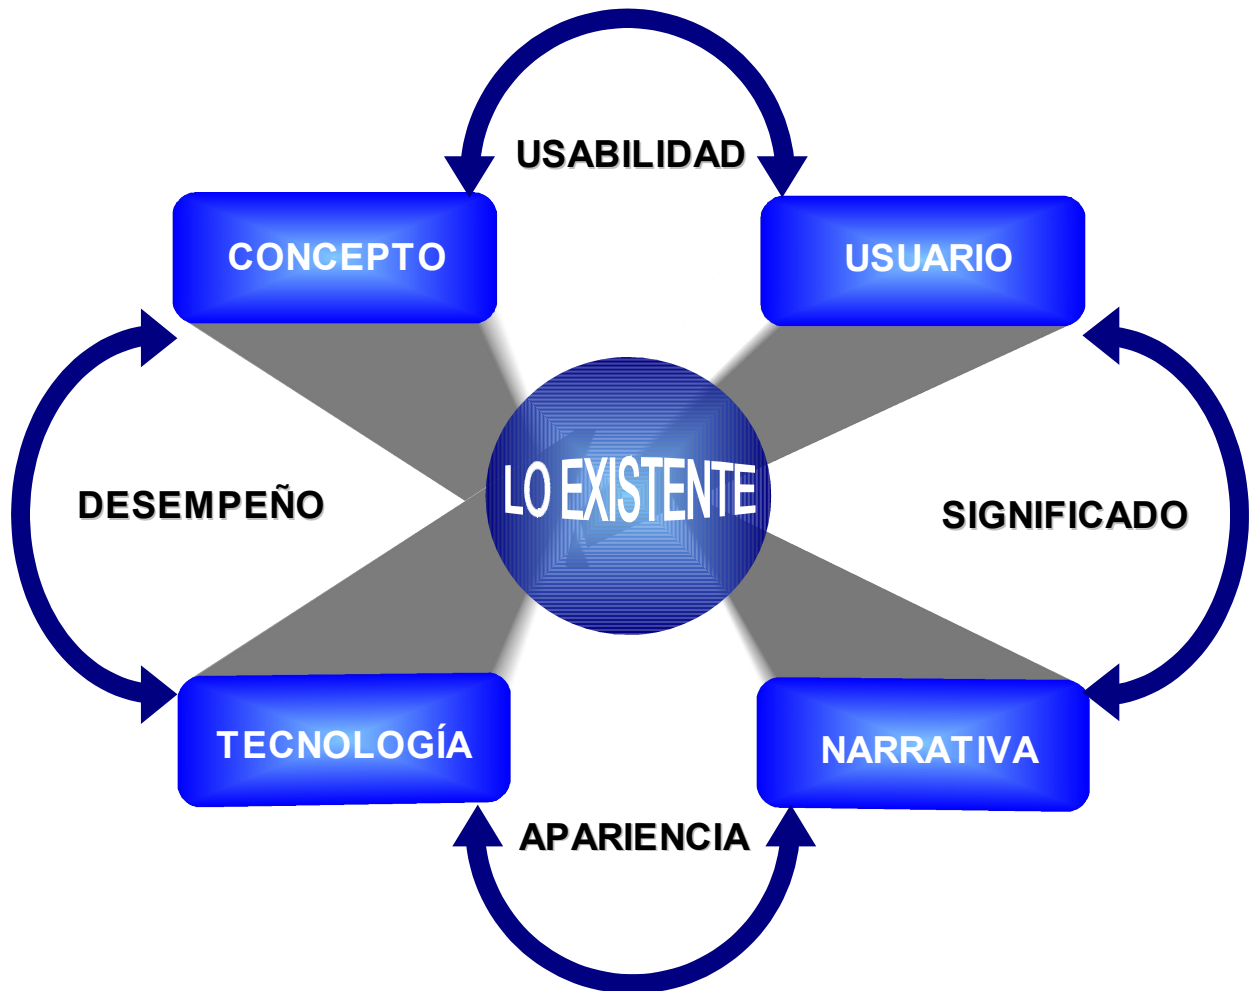 USABILIDAD
CONCEPTO
USUARIO
LO EXISTENTE
DESEMPEÑO
SIGNIFICADO
TECNOLOGÍA
NARRATIVA
APARIENCIA